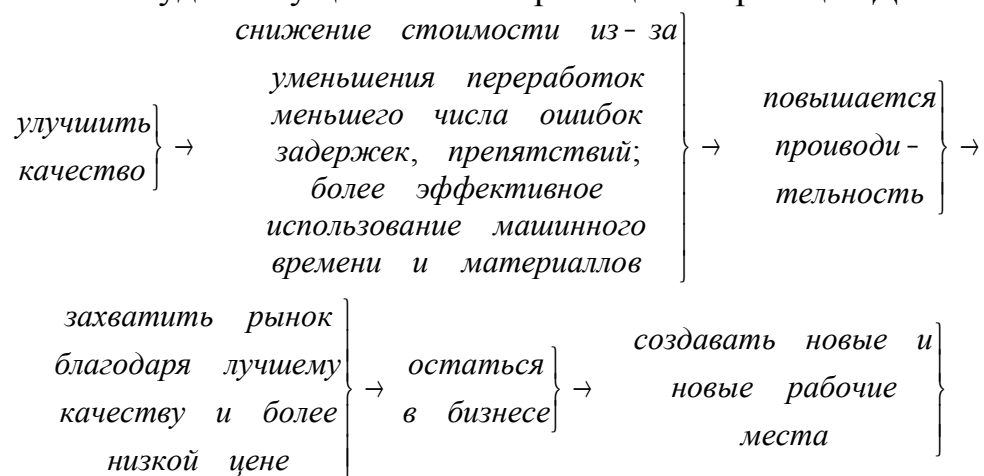 улучшить
качество
снижение стоимости из-за
уменьшения переработок
меньшего числа ошибок
задержек, препятствий;
более эффективное
использование машинного
времени и материаллов
повышается
проиводи-
тельность
захватить рынок
благодаря лучшему
качеству и более
низкой цене
остаться
в бизнесе
создавать новые и
новые рабочие
места